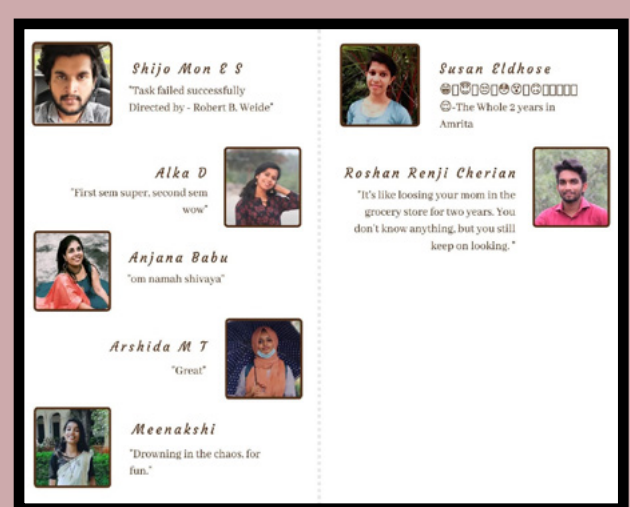 Shijo Mon E S
"Task failed successfully
Directed by - Robert B. Weide"
Alka D
"First sem super, second sem
wow"
Anjana Babu
"om namah shivaya"
Arshida M T
"Great"
Meenakshi
"Drowning in the chaos, for
fun."
Susan Eldhose
-The Whole 2 years in
Amrita
Roshan Renji Cherian
"It's like loosing your mom in the
grocery store for two years. You
don't know anything, but you still
keep on looking. "